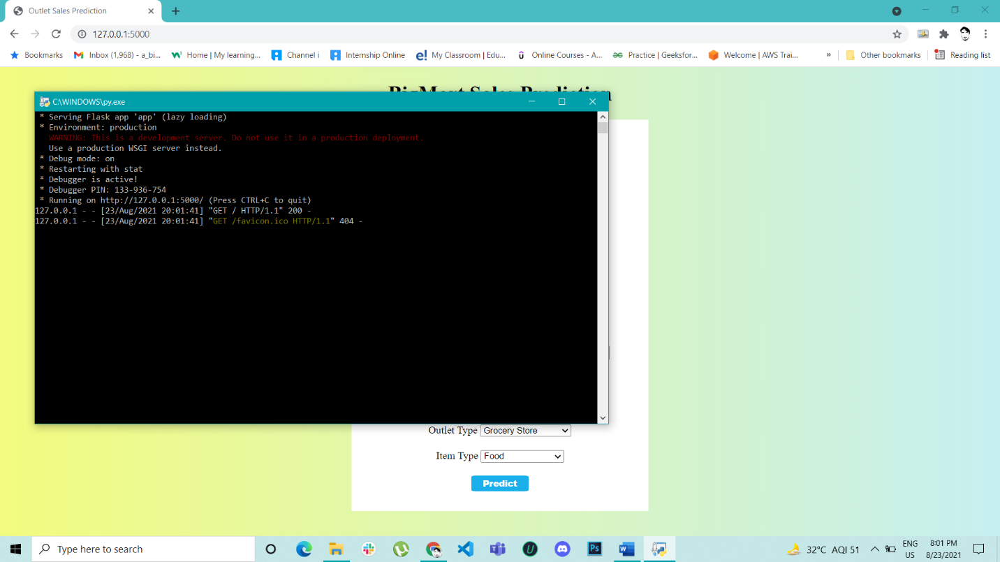 Outlet Sales Prediction
127.0.0.1:5000
Bookmarks
Inbox (1,968) - a_bi...
Home | My learning...
Channel i
Internship Online
My Classroom | Edu...
Online Courses - A...
Practice | Geeksfor...
Welcome | AWS Trai...
»
Other bookmarks
Reading list
BigMart Sales Prediction
C:\WINDOWS\py.exe
* Serving Flask app 'app' (lazy loading)
* Environment: production
WARNING: This is a development server. Do not use it in a production deployment.
Use a production WSGI server instead.
* Debug mode: on
* Restarting with stat
* Debugger is active!
* Debugger PIN: 133-936-754
* Running on http://127.0.0.1:5000/ (Press CTRL+C to quit)
127.0.0.1 - - [23/Aug/2021 20:01:41] "GET / HTTP/1.1" 200 -
127.0.0.1 - - [23/Aug/2021 20:01:41] "GET /favicon.ico HTTP/1.1" 404 -
Outlet Type Grocery Store
Item Type Food
Predict
Type here to search
Ps
W
32°C AQI 51
ENG
US
8:01 PM
8/23/2021